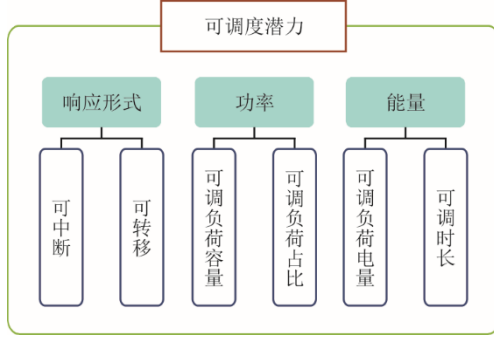 可调度潜力
响应形式
功率
能量
可中断
可转移
可调负荷容量
可调负荷占比
可调负荷电量
可调时长